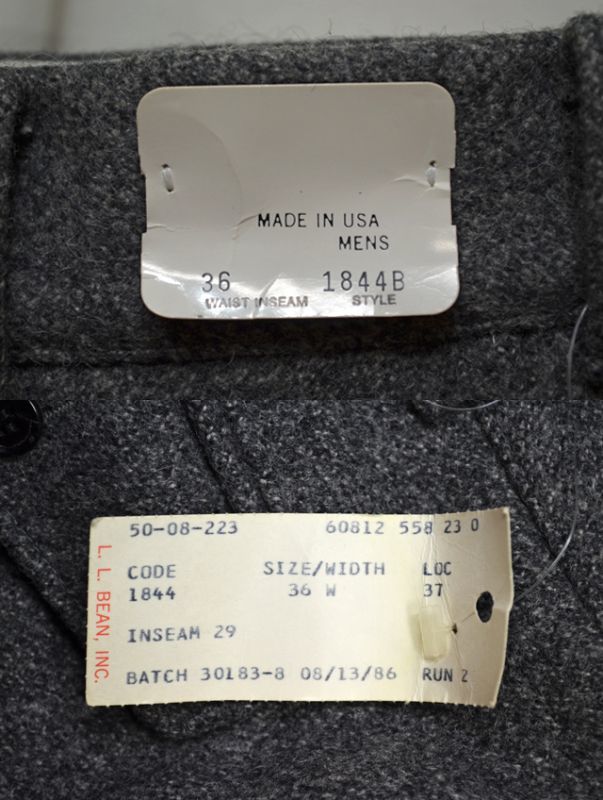 MADE IN USA
MENS
36 1844B
WAIST INSEAM STYLE
50-08-223 60812 558 23 0
L. L. BEAN, INC.
CODE SIZE/WIDTH LOC
1844 36 W 37
INSEAM 29
BATCH 30183-8 08/13/86 RUN 2